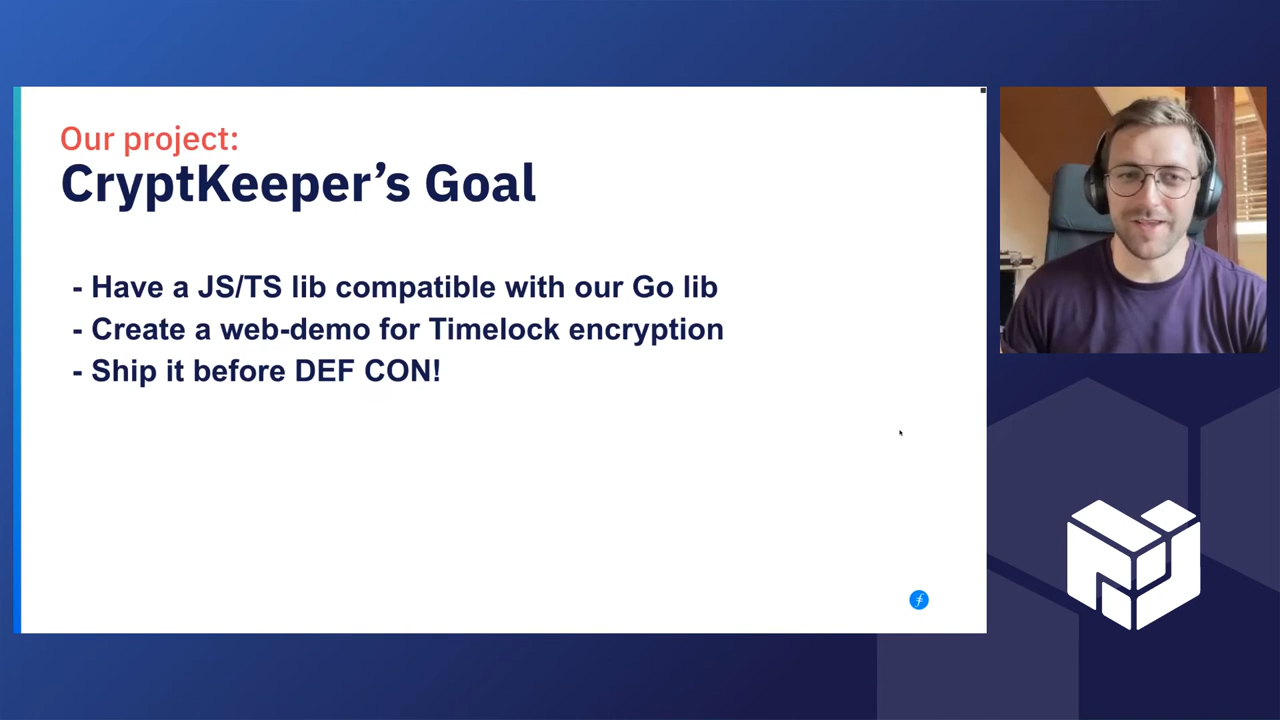 Our project:
CryptKeeper’s Goal
- Have a JS/TS lib compatible with our Go lib
- Create a web-demo for Timelock encryption
- Ship it before DEF CON!